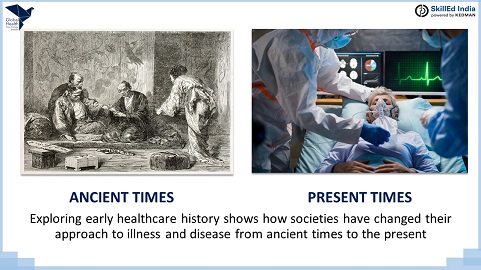 Global
Health
SkillEd India
powered by KEDMAN
ANCIENT TIMES
PRESENT TIMES
Exploring early healthcare history shows how societies have changed their
approach to illness and disease from ancient times to the present